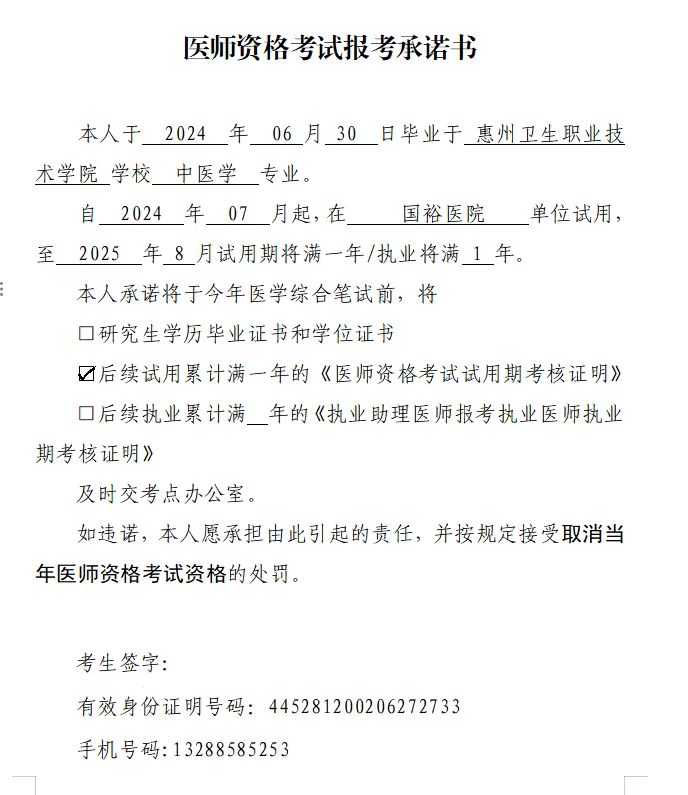 医师资格考试报考承诺书
本人于 2024 年 06 月 30 日毕业于 惠州卫生职业技
术学院 学校 中医学 专业。
自 2024 年 07 月起,在 国裕医院 单位试用,
至 2025 年 8 月试用期将满一年/执业将满 1 年。
本人承诺将于今年医学综合笔试前，将
☐研究生学历毕业证书和学位证书
☑后续试用累计满一年的《医师资格考试试用期考核证明》
☐后续执业累计满__年的《执业助理医师报考执业医师执业
期考核证明》
及时交考点办公室。
如违诺，本人愿承担由此引起的责任，并按规定接受取消当
年医师资格考试资格的处罚。
考生签字：
有效身份证明号码：445281200206272733
手机号码:13288585253